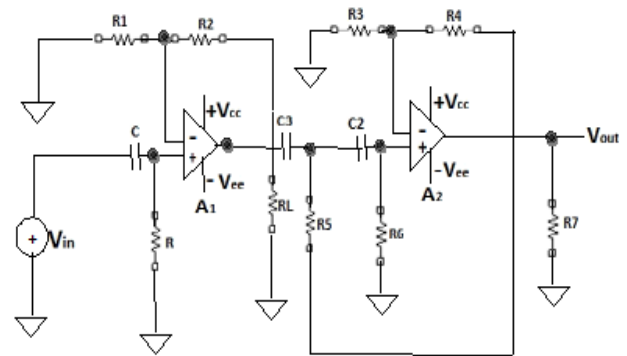 R1 R2 R3 R4
+Vcc +Vcc
C C3 C2
- -
+ +
-Vee -Vee
A1 A2
Vout
RL
R R5 R6 R7
+ Vin